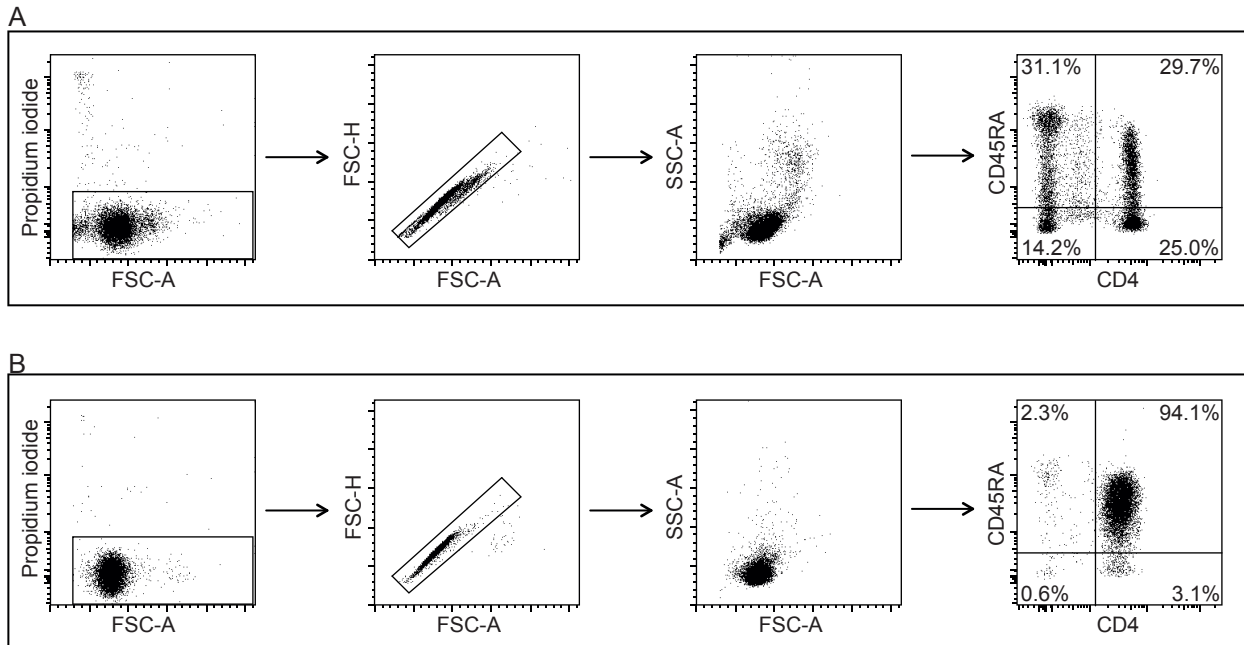 A
Propidium iodide
FSC-A
FSC-H
FSC-A
SSC-A
FSC-A
CD45RA
31.1%
29.7%
14.2%
25.0%
CD4
B
Propidium iodide
FSC-A
FSC-H
FSC-A
SSC-A
FSC-A
CD45RA
2.3%
94.1%
0.6%
3.1%
CD4